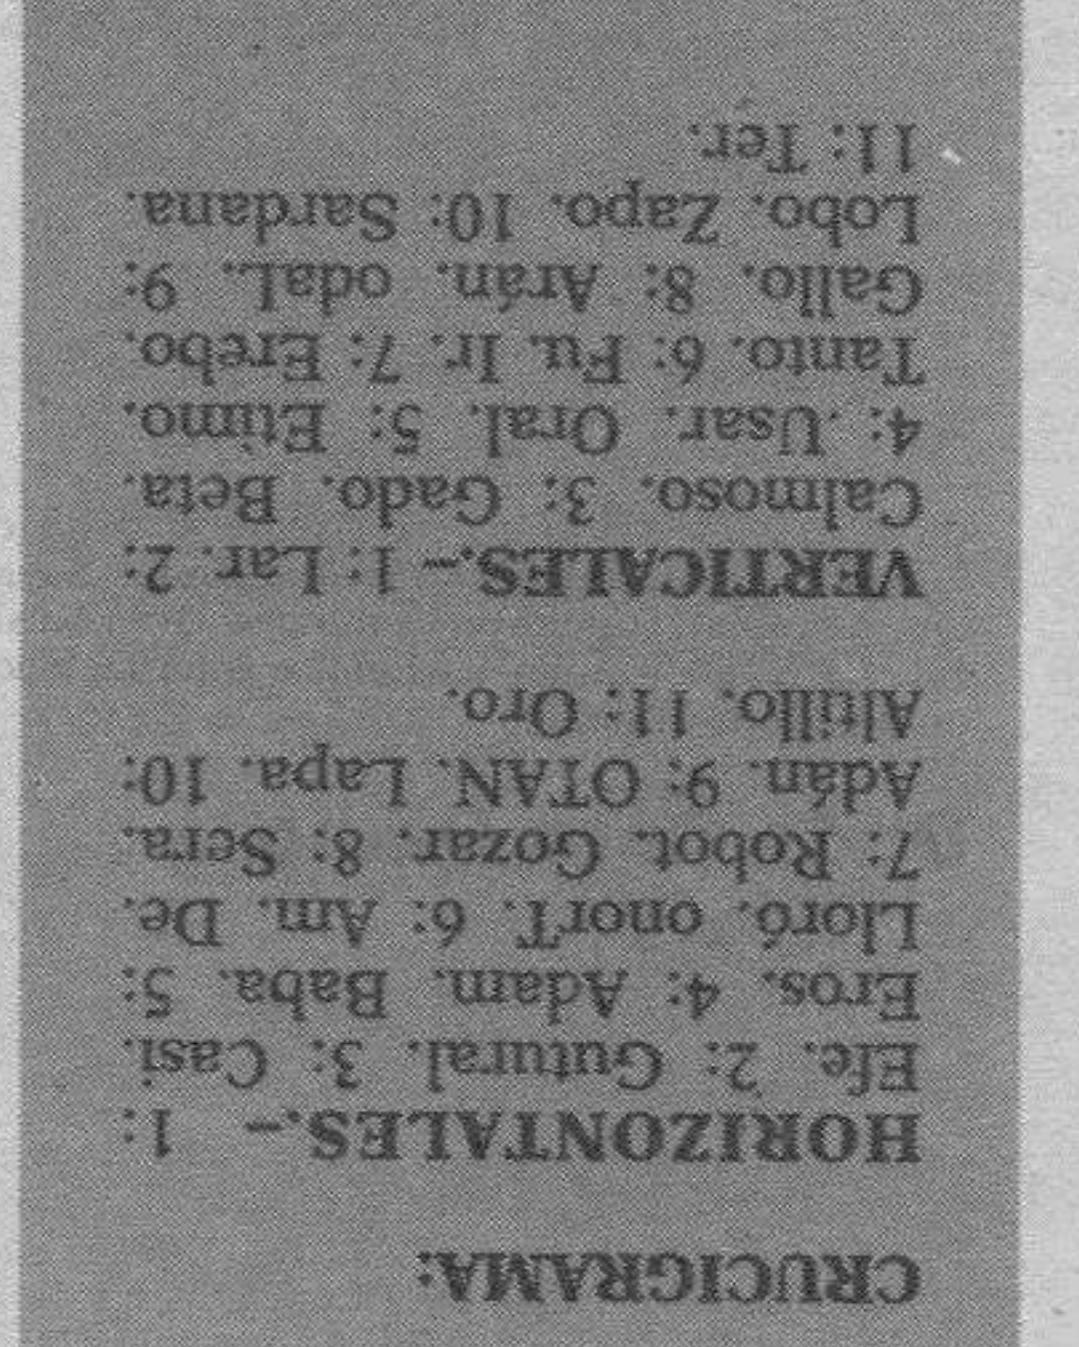 CRUCIGRAMA:
HORIZONTALES.– 1:
Efe. 2: Gutural. 3: Casi.
Eros. 4: Adam. Baba. 5:
Lloró. onorT. 6: Am. De.
7: Robot. Gozar. 8: Sera.
Adán. 9: OTAN. Lapa. 10:
Altillo. 11: Oro.
VERTICALES.– 1: Lar. 2:
Calmoso. 3: Gado. Beta.
4: Usar. Oral. 5: Etimo.
Tanto. 6: Fu. Ir. 7: Erebo.
Gallo. 8: Arán. odaL. 9:
Lobo. Zapo. 10: Sardana.
11: Ter.